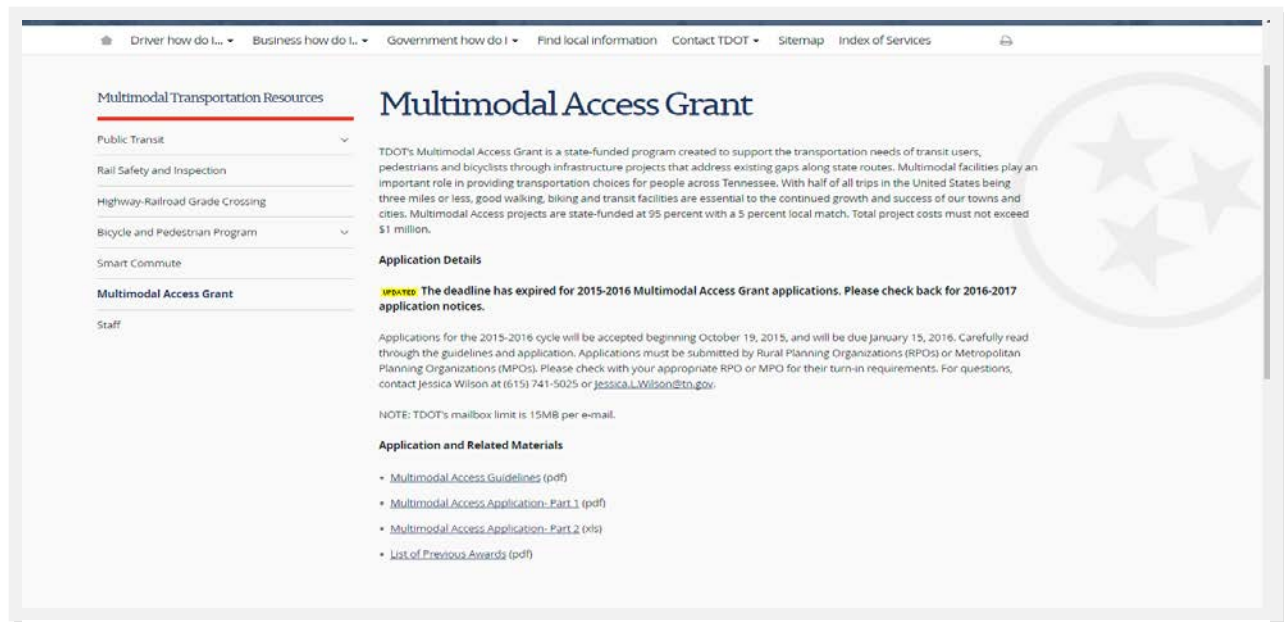 Driver how do I... Business how do I.. Government how do I Find local information Contact TDOT Sitemap Index of Services
Multimodal Transportation Resources
Public Transit
Rail Safety and Inspection
Highway-Railroad Grade Crossing
Bicycle and Pedestrian Program
Smart Commute
Multimodal Access Grant
Staff
Multimodal Access Grant
TDOT's Multimodal Access Grant is a state-funded program created to support the transportation needs of transit users,
pedestrians and bicyclists through infrastructure projects that address existing gaps along state routes. Multimodal facilities play an
important role in providing transportation choices for people across Tennessee. With half of all trips in the United States being
three miles or less, good walking, biking and transit facilities are essential to the continued growth and success of our towns and
cities. Multimodal Access projects are state-funded at 95 percent with a 5 percent local match. Total project costs must not exceed
$1 million.
Application Details
UPDATED The deadline has expired for 2015-2016 Multimodal Access Grant applications. Please check back for 2016-2017
application notices.
Applications for the 2015-2016 cycle will be accepted beginning October 19, 2015, and will be due January 15, 2016. Carefully read
through the guidelines and application. Applications must be submitted by Rural Planning Organizations (RPOs) or Metropolitan
Planning Organizations (MPOs). Please check with your appropriate RPO or MPO for their turn-in requirements. For questions,
contact Jessica Wilson at (615) 741-5025 or Jessica.L.Wilson@tn.gov.
NOTE: TDOT's mailbox limit is 15MB per e-mail.
Application and Related Materials
• Multimodal Access Guidelines (pdf)
• Multimodal Access Application- Part 1 (pdf)
• Multimodal Access Application- Part 2 (xls)
• List of Previous Awards (pdf)